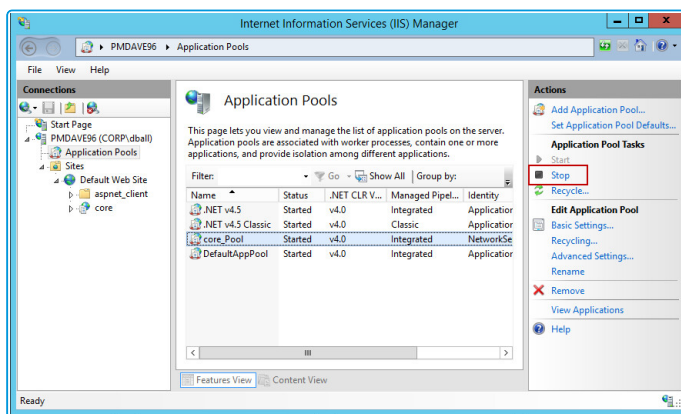 Internet Information Services (IIS) Manager
PMDAVE96 Application Pools
File View Help
Connections
Start Page
PMDAVE96 (CORP\dball)
Application Pools
Sites
Default Web Site
aspnet_client
core
Application Pools
This page lets you view and manage the list of application pools on the server.
Application pools are associated with worker processes, contain one or more
applications, and provide isolation among different applications.
Filter: Go Show All Group by:
Name Status .NET CLR V... Managed Pipel... Identity
.NET v4.5 Started v4.0 Integrated Application
.NET v4.5 Classic Started v4.0 Classic Application
core_Pool Started v4.0 Integrated NetworkSe
DefaultAppPool Started v4.0 Integrated Application
Features View Content View
Actions
Add Application Pool...
Set Application Pool Defaults...
Application Pool Tasks
Start
Stop
Recycle...
Edit Application Pool
Basic Settings...
Recycling...
Advanced Settings...
Rename
Remove
View Applications
Help
Ready